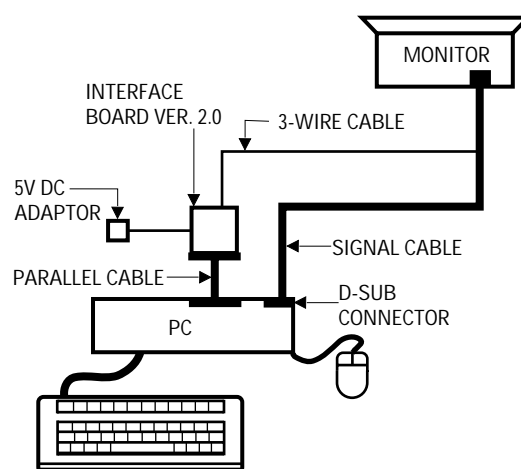 MONITOR
INTERFACE
BOARD VER. 2.0
3-WIRE CABLE
5V DC
ADAPTOR
SIGNAL CABLE
PARALLEL CABLE
D-SUB
CONNECTOR
PC